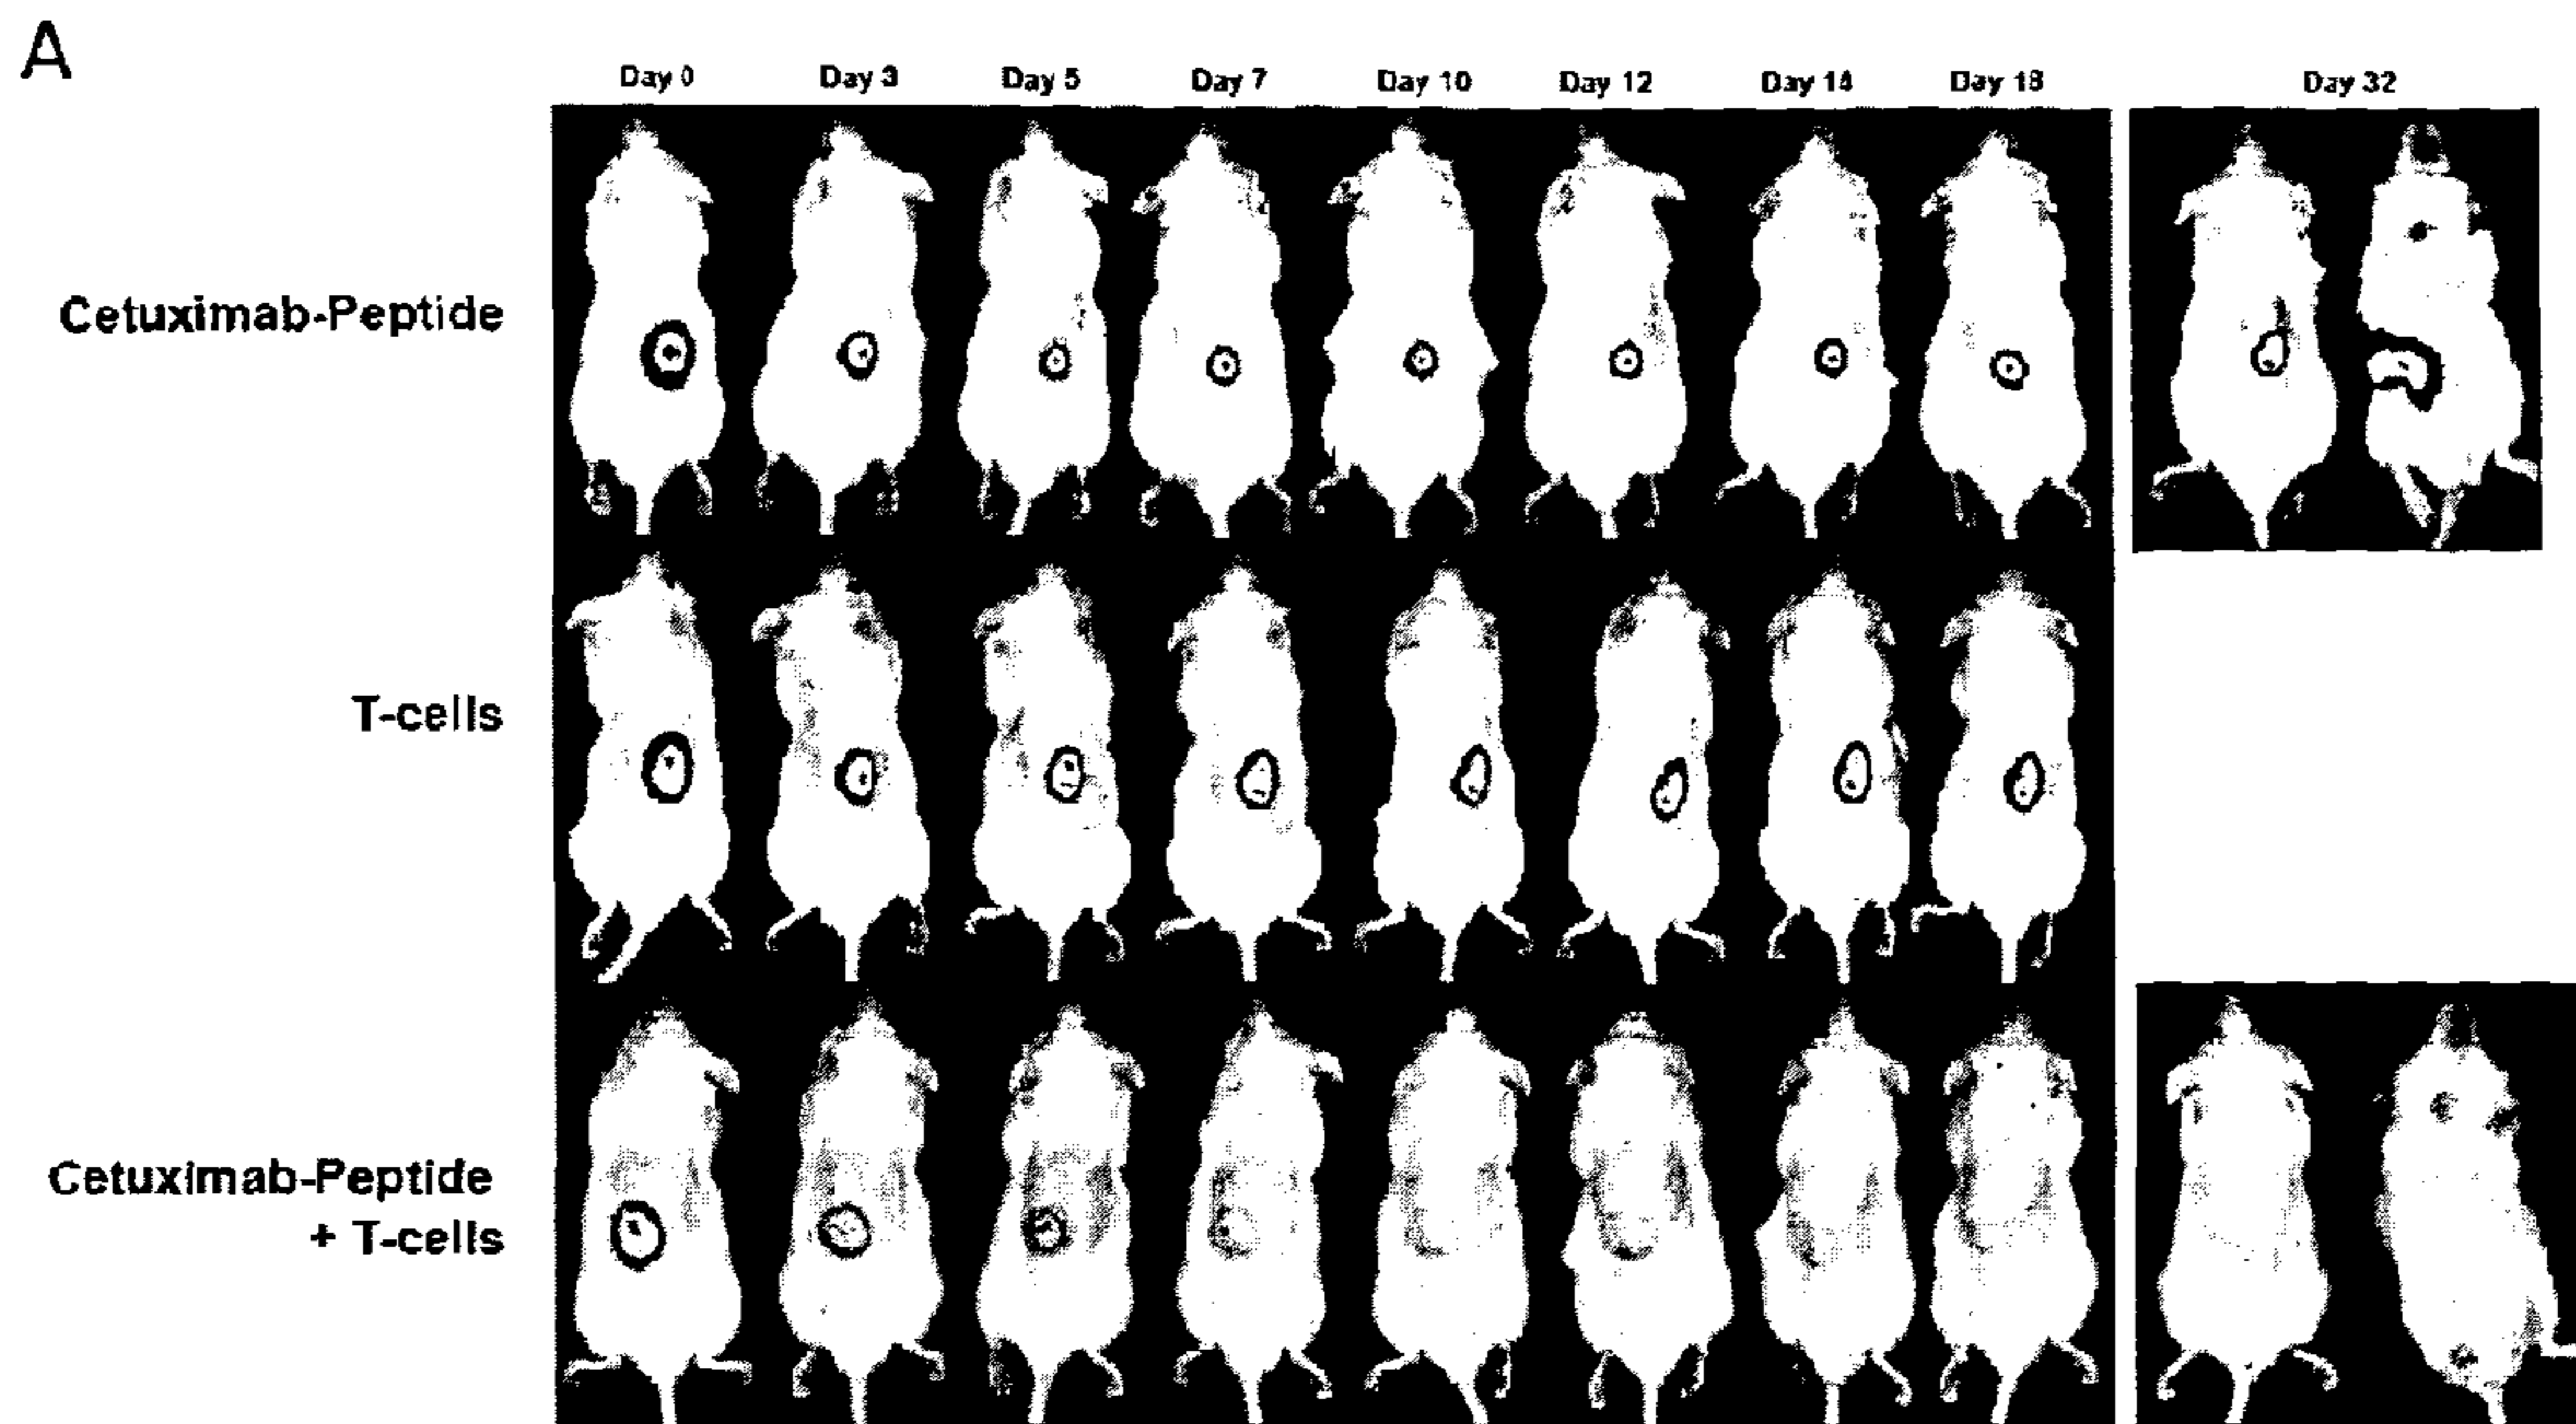 A
Day 0 Day 3 Day 5 Day 7 Day 10 Day 12 Day 14 Day 18 Day 32
Cetuximab-Peptide
T-cells
Cetuximab-Peptide
+ T-cells